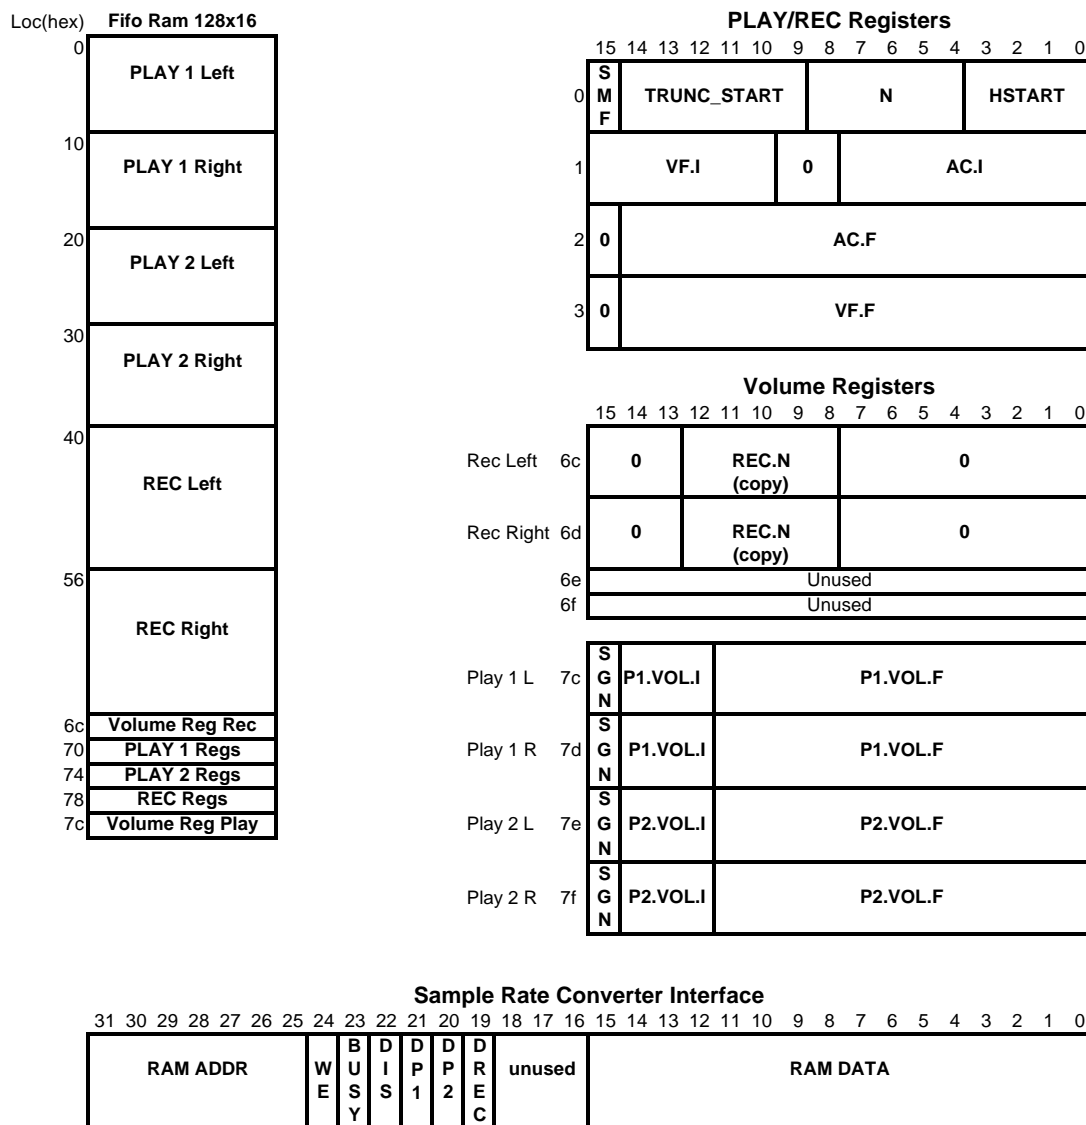 Loc(hex) Fifo Ram 128x16
0 PLAY 1 Left
10 PLAY 1 Right
20 PLAY 2 Left
30 PLAY 2 Right
40 REC Left
56 REC Right
6c Volume Reg Rec
70 PLAY 1 Regs
74 PLAY 2 Regs
78 REC Regs
7c Volume Reg Play
PLAY/REC Registers
15 14 13 12 11 10 9 8 7 6 5 4 3 2 1 0
0 SMF TRUNC_START N HSTART
1 VF.I 0 AC.I
2 0 AC.F
3 0 VF.F
Volume Registers
15 14 13 12 11 10 9 8 7 6 5 4 3 2 1 0
Rec Left 6c 0 REC.N 0
(copy)
Rec Right 6d 0 REC.N 0
(copy)
6e Unused
6f Unused
Play 1 L 7c SGN P1.VOL.I P1.VOL.F
Play 1 R 7d SGN P1.VOL.I P1.VOL.F
Play 2 L 7e SGN P2.VOL.I P2.VOL.F
Play 2 R 7f SGN P2.VOL.I P2.VOL.F
Sample Rate Converter Interface
31 30 29 28 27 26 25 24 23 22 21 20 19 18 17 16 15 14 13 12 11 10 9 8 7 6 5 4 3 2 1 0
RAM ADDR WE BUSY DIS DP1 DP2 DREC unused RAM DATA